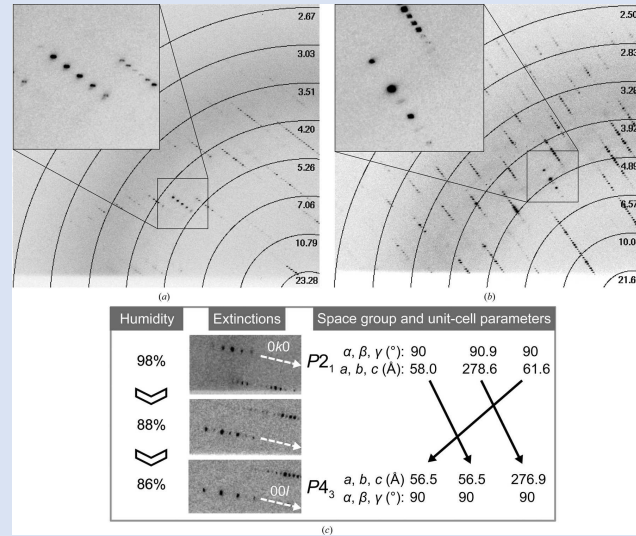 2.67
3.03
3.51
4.20
5.26
7.06
10.79
23.28
(a)
2.50
2.83
3.28
3.92
4.89
6.57
10.0
21.6
(b)
Humidity Extinctions Space group and unit-cell parameters
98%
88%
86%
0k0
00l
P2₁
α, β, γ (°): 90 90.9 90
a, b, c (Å): 58.0 278.6 61.6
P4₃
a, b, c (Å) 56.5 56.5 276.9
α, β, γ (°): 90 90 90
(c)